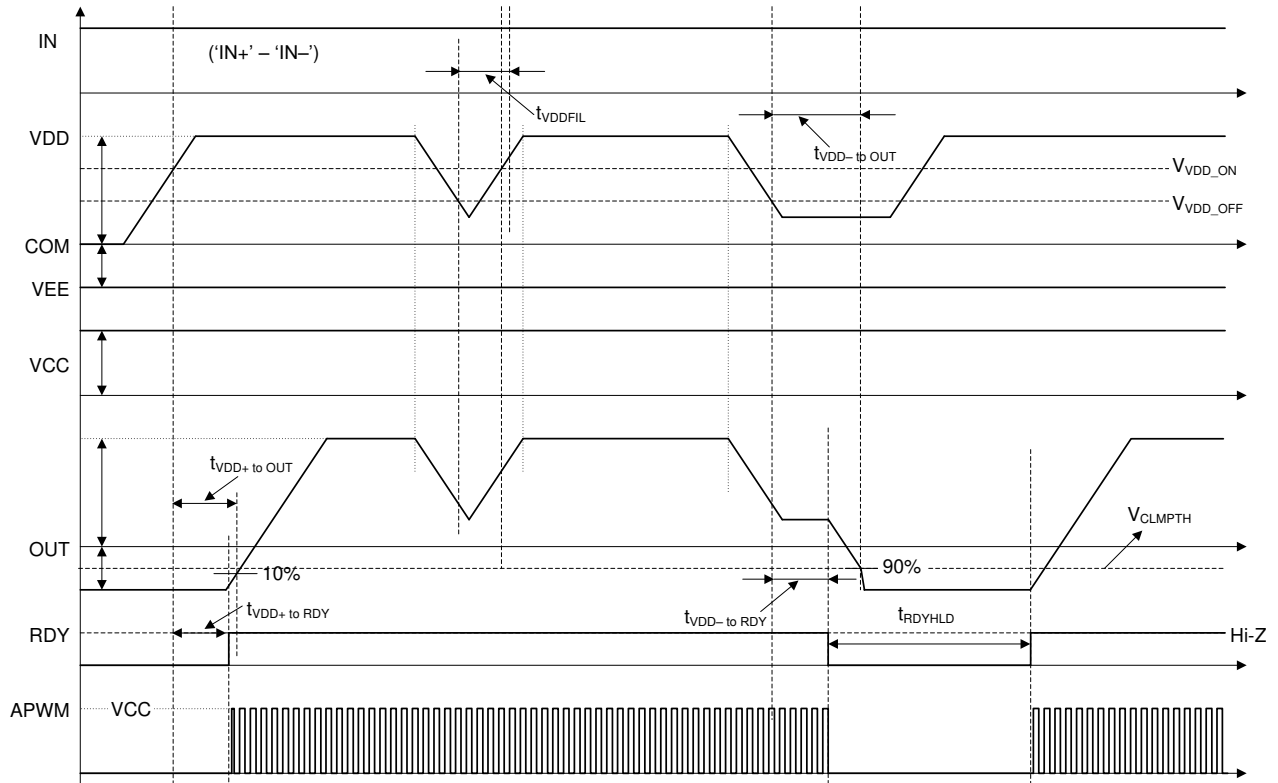 IN
('IN+' – 'IN–')
tVDDFIL
VDD
tVDD– to OUT
VVDD_ON
VVDD_OFF
COM
VEE
VCC
tVDD+ to OUT
VCLMPTH
OUT
10%
90%
tVDD+ to RDY
tVDD– to RDY
tRDYHLD
RDY
Hi-Z
APWM
VCC